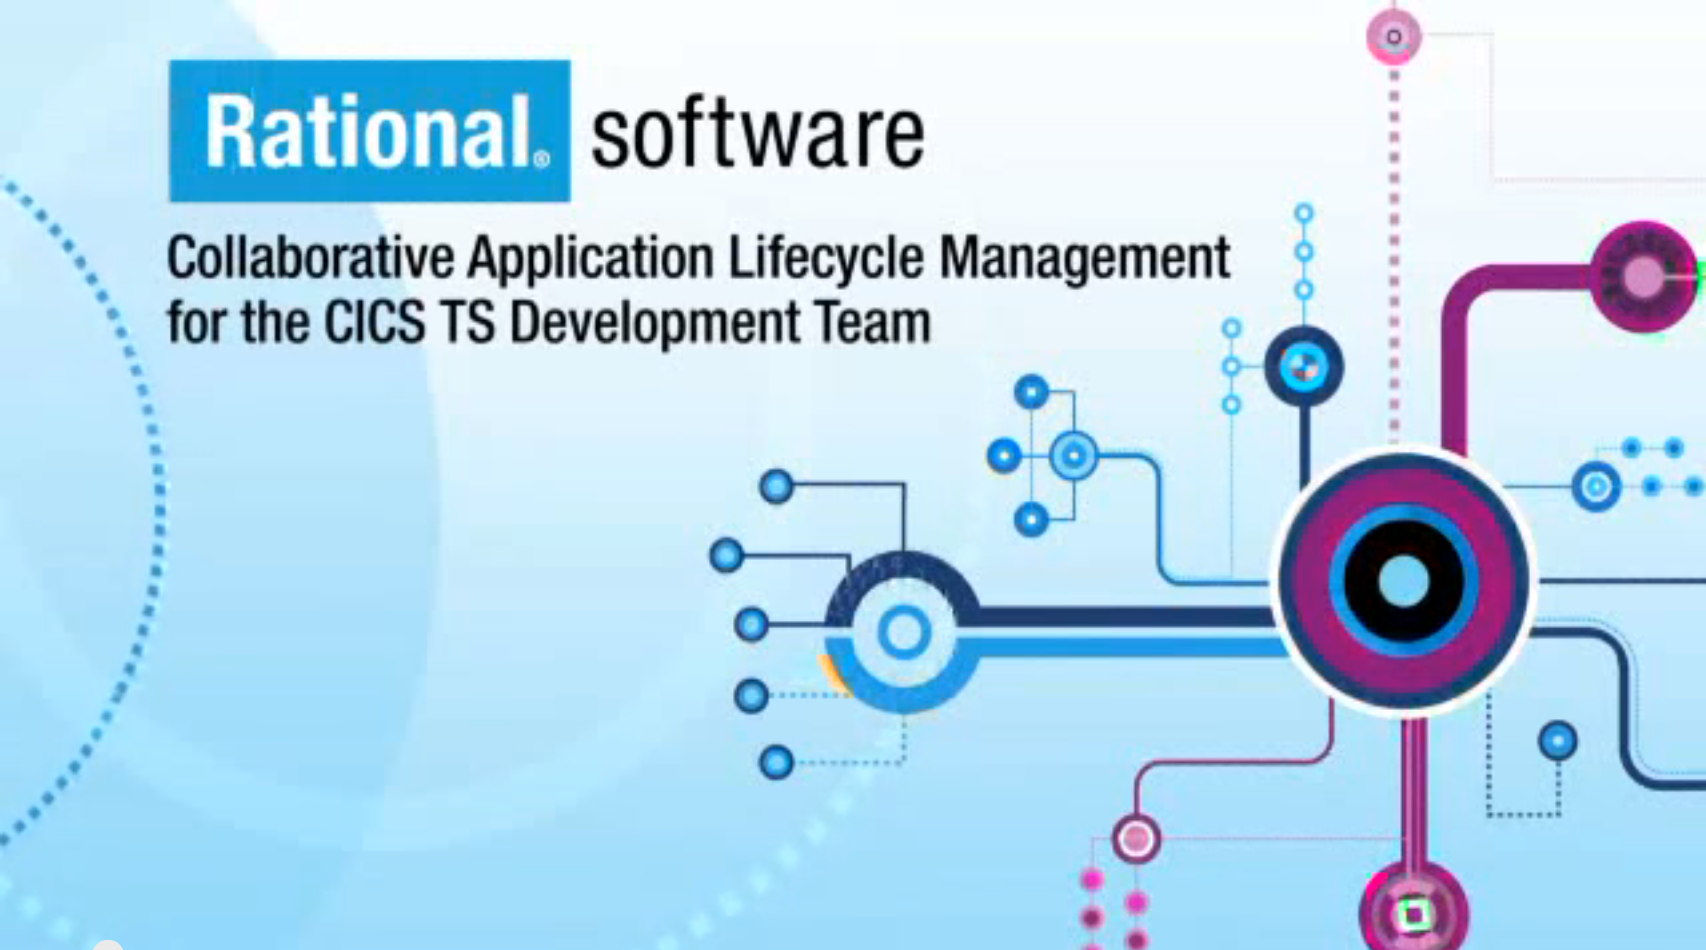 Rational® software
Collaborative Application Lifecycle Management
for the CICS TS Development Team